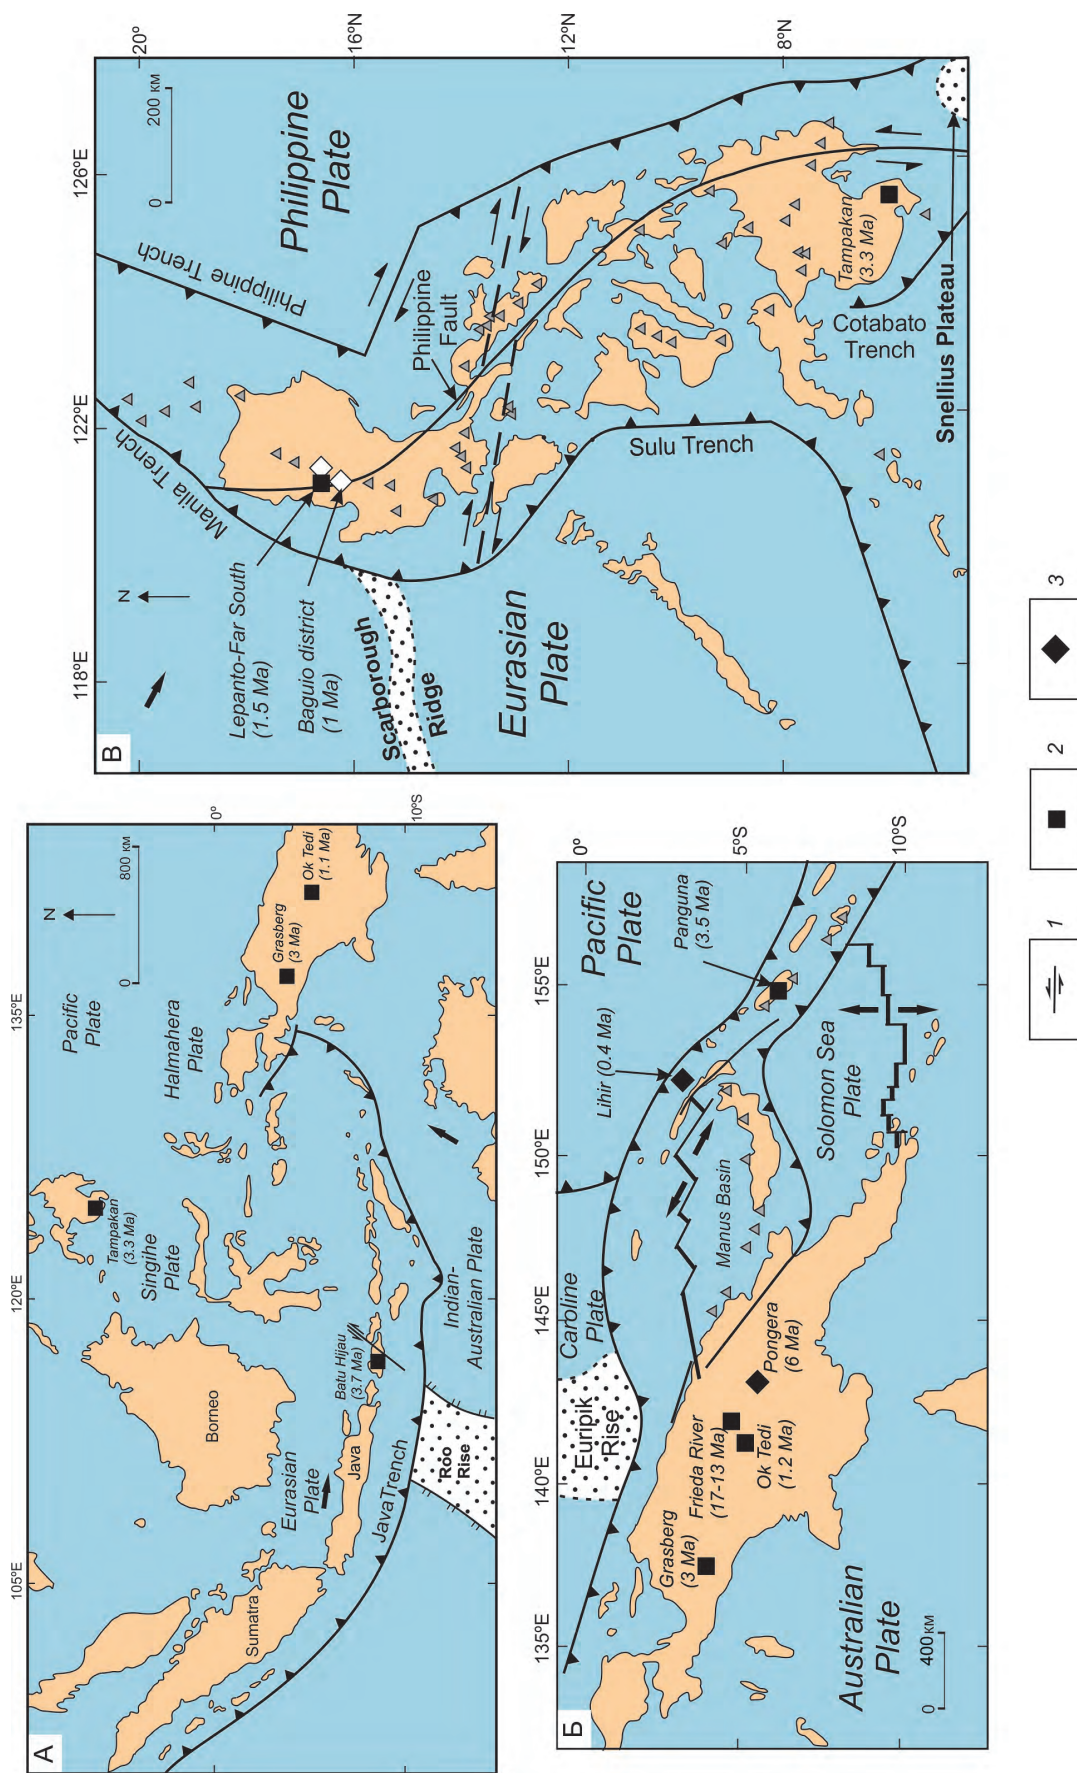 A
105°E
120°E
135°E
0°
10°S
N
0
800 км
Pacific
Plate
Halmahera
Plate
Grasberg
(3 Ma)
Ok Tedi
(1.1 Ma)
Tampakan
(3.3 Ma)
Singihe
Plate
Borneo
Eurasian
Plate
Batu Hijau
(3.7 Ma)
Sumatra
Java
Java Trench
Roo
Rise
Indian-
Australian Plate
Б
135°E
140°E
145°E
150°E
155°E
0°
5°S
10°S
Euripik
Rise
Caroline
Plate
Lihir (0.4 Ma)
Pacific
Plate
Panguna
(3.5 Ma)
Manus Basin
Solomon Sea
Plate
Grasberg
(3 Ma)
Frieda River
(17-13 Ma)
Ok Tedi
(1.2 Ma)
Pongera
(6 Ma)
Australian
Plate
0
400 км
В
118°E
122°E
126°E
20°
16°N
12°N
8°N
N
0
200 км
Manila Trench
Philippine Trench
Philippine
Plate
Lepanto-Far South
(1.5 Ma)
Baguio district
(1 Ma)
Scarborough
Ridge
Philippine
Fault
Eurasian
Plate
Sulu Trench
Cotabato
Trench
Tampakan
(3.3 Ma)
Snellius Plateau
1
2
3